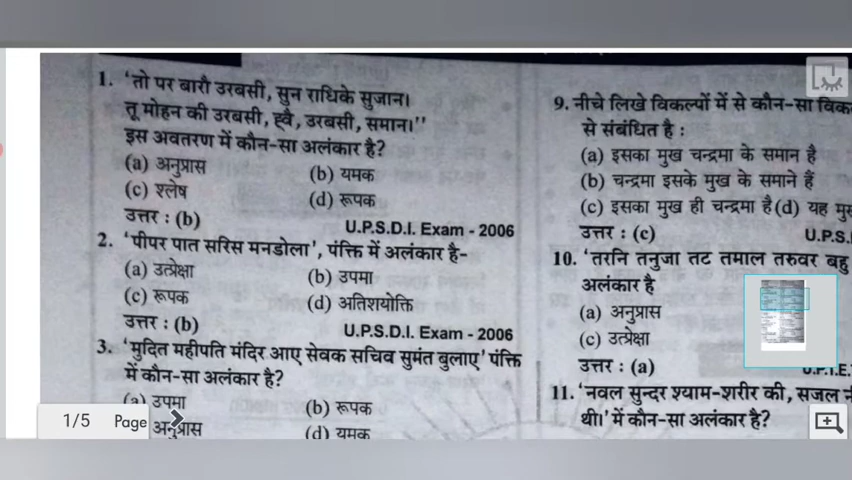 1. 'तो पर बारौ उरबसी, सुन राधिके सुजान।
तू मोहन की उरबसी, ह्वै, उरबसी, समान।''
इस अवतरण में कौन-सा अलंकार है?
(a) अनुप्रास
(b) यमक
(c) श्लेष
(d) रूपक
उत्तर : (b)
U.P.S.D.I. Exam - 2006
2. 'पीपर पात सरिस मनडोला', पंक्ति में अलंकार है-
(a) उत्प्रेक्षा
(b) उपमा
(c) रूपक
(d) अतिशयोक्ति
उत्तर : (b)
U.P.S.D.I. Exam - 2006
3. 'मुदित महीपति मंदिर आए सेवक सचिव सुमंत बुलाए' पंक्ति
में कौन-सा अलंकार है?
(a) उपमा
(b) रूपक
अनुप्रास
(d) यमक
9. नीचे लिखे विकल्पों में से कौन-सा
से संबंधित है :
(a) इसका मुख चन्द्रमा के समान है
(b) चन्द्रमा इसके मुख के समाने हैं
(c) इसका मुख ही चन्द्रमा है (d) यह
उत्तर : (c)
U.P.S.
10. 'तरनि तनुजा तट तमाल तरुवर बहु
अलंकार है
(a) अनुप्रास
(c) उत्प्रेक्षा
उत्तर : (a)
11. 'नवल सुन्दर श्याम-शरीर की, सजल
थी।' में कौन-सा अलंकार है?
1/5 Page